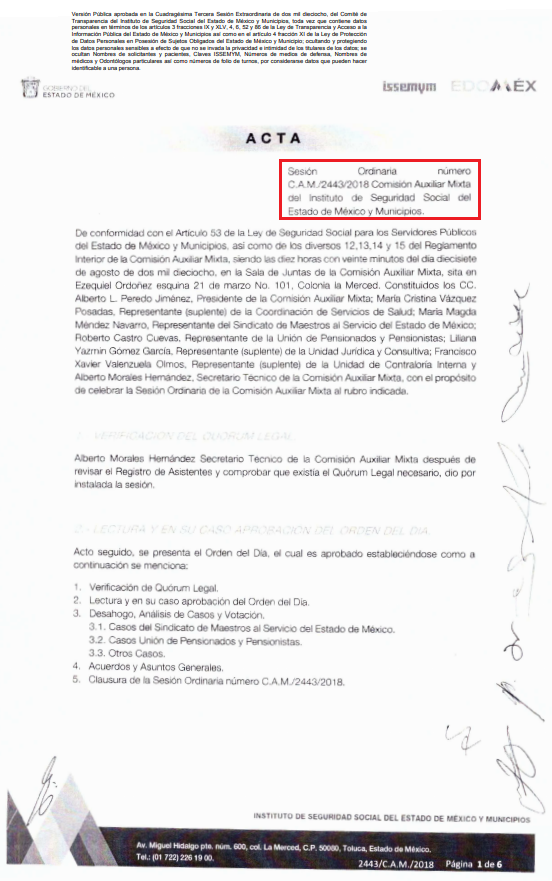 Versión Pública aprobada en la Cuadragésima Tercera Sesión Extraordinaria de dos mil dieciocho, del Comité de
Transparencia del Instituto de Seguridad Social del Estado de México y Municipios, toda vez que contiene datos
personales en términos de los artículos 3 fracciones IX y XLV, 4, 6, 52 y 86 de la Ley de Transparencia y Acceso a la
Información Pública del Estado de México y Municipios así como en el artículo 4 fracción XI de la Ley de Protección
de Datos Personales en Posesión de Sujetos Obligados del Estado de México y Municipio; ocultando y protegiendo
los datos personales sensibles a efecto de que no se invada la privacidad e intimidad de los titulares de los datos; se
ocultan Nombres de solicitantes y pacientes, Claves ISSEMYM, Números de medios de defensa, Nombres de
médicos y Odontólogos particulares así como números de folio de turnos, por considerarse datos que pueden hacer
identificable a una persona.
GOBIERNO DEL
ESTADO DE MÉXICO
issemym
EDOMÉX
ACTA
Sesión Ordinaria número
C.A.M./2443/2018 Comisión Auxiliar Mixta
del Instituto de Seguridad Social del
Estado de México y Municipios.
De conformidad con el Artículo 53 de la Ley de Seguridad Social para los Servidores Públicos
del Estado de México y Municipios, así como de los diversos 12,13,14 y 15 del Reglamento
Interior de la Comisión Auxiliar Mixta, siendo las diez horas con veinte minutos del día diecisiete
de agosto de dos mil dieciocho, en la Sala de Juntas de la Comisión Auxiliar Mixta, sita en
Ezequiel Ordoñez esquina 21 de marzo No. 101, Colonia la Merced. Constituidos los CC.
Alberto L. Peredo Jiménez, Presidente de la Comisión Auxiliar Mixta; María Cristina Vázquez
Posadas, Representante (suplente) de la Coordinación de Servicios de Salud; María Magda
Méndez Navarro, Representante del Sindicato de Maestros al Servicio del Estado de México;
Roberto Castro Cuevas, Representante de la Unión de Pensionados y Pensionistas; Liliana
Yazmin Gómez García, Representante (suplente) de la Unidad Jurídica y Consultiva; Francisco
Xavier Valenzuela Olmos, Representante (suplente) de la Unidad de Contraloría Interna y
Alberto Morales Hernández, Secretario Técnico de la Comisión Auxiliar Mixta, con el propósito
de celebrar la Sesión Ordinaria de la Comisión Auxiliar Mixta al rubro indicada.
1.- VERIFICACIÓN DEL QUÓRUM LEGAL.
Alberto Morales Hernández Secretario Técnico de la Comisión Auxiliar Mixta después de
revisar el Registro de Asistentes y comprobar que existía el Quórum Legal necesario, dio por
instalada la sesión.
2.- LECTURA Y EN SU CASO APROBACIÓN DEL ORDEN DEL DÍA.
Acto seguido, se presenta el Orden del Día, el cual es aprobado estableciéndose como a
continuación se menciona:
1. Verificación de Quórum Legal.
2. Lectura y en su caso aprobación del Orden del Día.
3. Desahogo, Análisis de Casos y Votación.
3.1. Casos del Sindicato de Maestros al Servicio del Estado de México.
3.2. Casos Unión de Pensionados y Pensionistas.
3.3. Otros Casos.
4. Acuerdos y Asuntos Generales.
5. Clausura de la Sesión Ordinaria número C.A.M./2443/2018.
INSTITUTO DE SEGURIDAD SOCIAL DEL ESTADO DE MÉXICO Y MUNICIPIOS
Av. Miguel Hidalgo pte. núm. 600, col. La Merced, C.P. 50080, Toluca, Estado de México.
Tel.: (01 722) 226 19 00.
2443/C.A.M./2018 Página 1 de 6